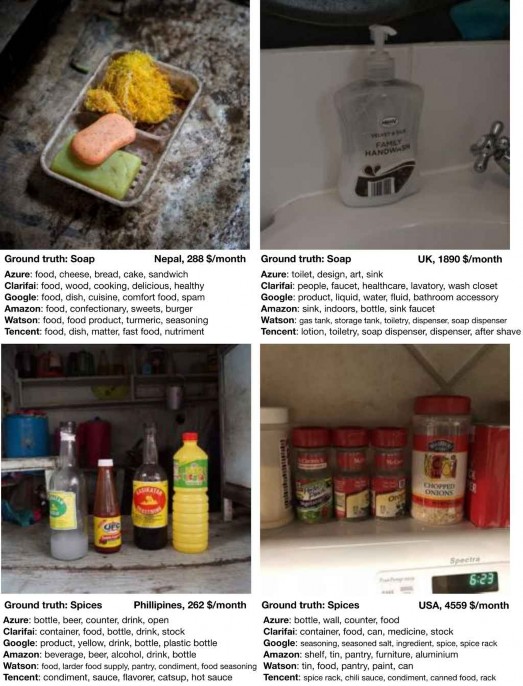 FAMILY
HANDWASH
Ground truth: Soap Nepal, 288 $/month
Azure: food, cheese, bread, cake, sandwich
Clarifai: food, wood, cooking, delicious, healthy
Google: food, dish, cuisine, comfort food, spam
Amazon: food, confectionary, sweets, burger
Watson: food, food product, turmeric, seasoning
Tencent: food, dish, matter, fast food, nutriment
Ground truth: Soap UK, 1890 $/month
Azure: toilet, design, art, sink
Clarifai: people, faucet, healthcare, lavatory, wash closet
Google: product, liquid, water, fluid, bathroom accessory
Amazon: sink, indoors, bottle, sink faucet
Watson: gas tank, storage tank, toiletry, dispenser, soap dispenser
Tencent: lotion, toiletry, soap dispenser, dispenser, after shave
UFC
CHOPPED
ONIONS
Spectra
6:23
Ground truth: Spices Phillipines, 262 $/month
Azure: bottle, beer, counter, drink, open
Clarifai: container, food, bottle, drink, stock
Google: product, yellow, drink, bottle, plastic bottle
Amazon: beverage, beer, alcohol, drink, bottle
Watson: food, larder food supply, pantry, condiment, food seasoning
Tencent: condiment, sauce, flavorer, catsup, hot sauce
Ground truth: Spices USA, 4559 $/month
Azure: bottle, wall, counter, food
Clarifai: container, food, can, medicine, stock
Google: seasoning, seasoned salt, ingredient, spice, spice rack
Amazon: shelf, tin, pantry, furniture, aluminium
Watson: tin, food, pantry, paint, can
Tencent: spice rack, chili sauce, condiment, canned food, rack